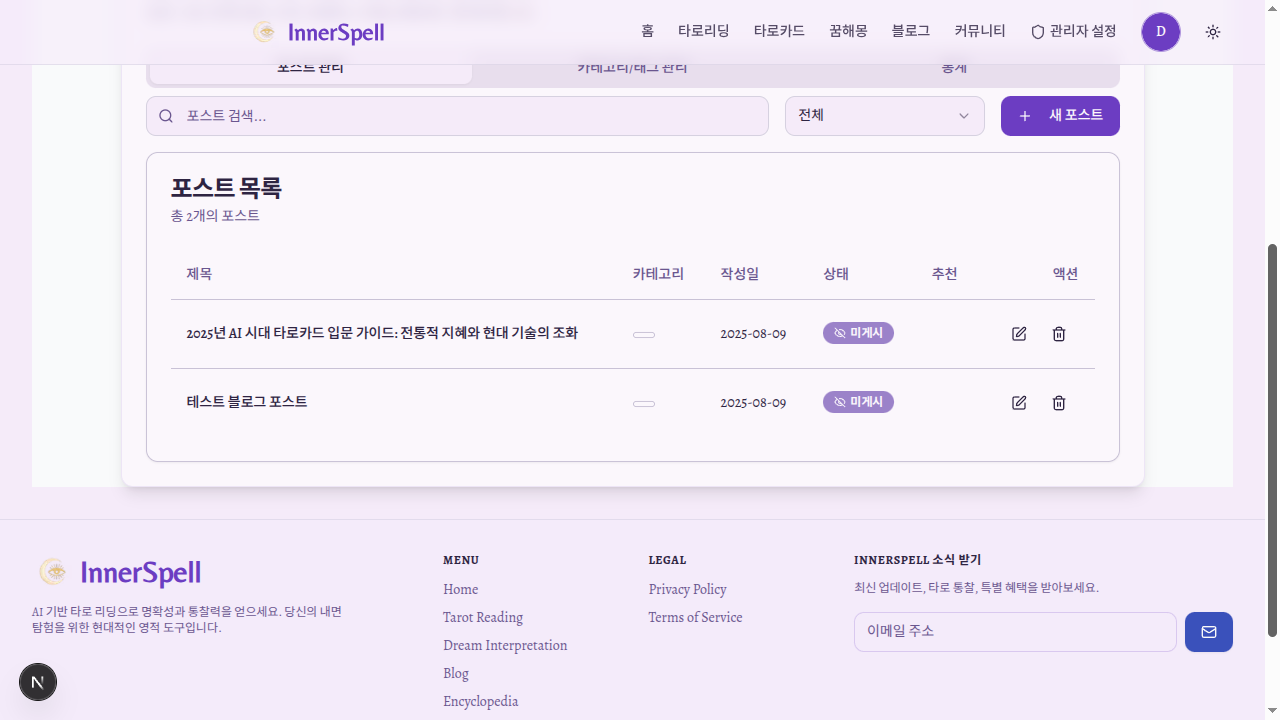 InnerSpell
홈
타로리딩
타로카드
꿈해몽
블로그
커뮤니티
관리자 설정
D
포스트 관리
카테고리/태그 관리
통계
포스트 검색...
전체
새 포스트
포스트 목록
총 2개의 포스트
제목
카테고리
작성일
상태
추천
액션
2025년 AI 시대 타로카드 입문 가이드: 전통적 지혜와 현대 기술의 조화
2025-08-09
미게시
테스트 블로그 포스트
2025-08-09
미게시
InnerSpell
AI 기반 타로 리딩으로 명확성과 통찰력을 얻으세요. 당신의 내면
탐험을 위한 현대적인 영적 도구입니다.
MENU
Home
Tarot Reading
Dream Interpretation
Blog
Encyclopedia
LEGAL
Privacy Policy
Terms of Service
INNERSPELL 소식 받기
최신 업데이트, 타로 통찰, 특별 혜택을 받아보세요.
이메일 주소
N